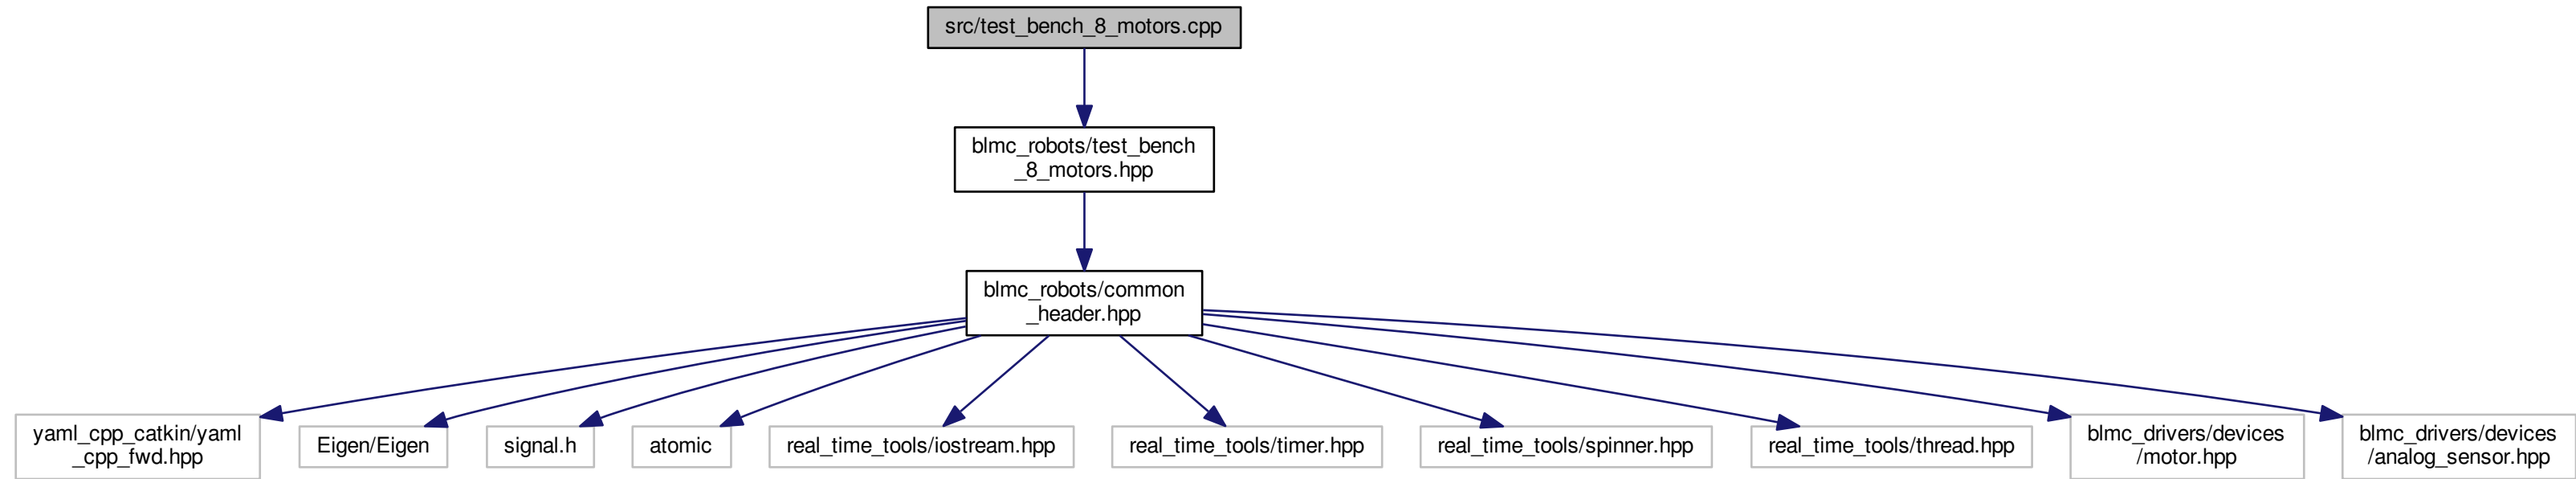 src/test_bench_8_motors.cpp
blmc_robots/test_bench
_8_motors.hpp
blmc_robots/common
_header.hpp
yaml_cpp_catkin/yaml
_cpp_fwd.hpp
Eigen/Eigen
signal.h
atomic
real_time_tools/iostream.hpp
real_time_tools/timer.hpp
real_time_tools/spinner.hpp
real_time_tools/thread.hpp
blmc_drivers/devices
/motor.hpp
blmc_drivers/devices
/analog_sensor.hpp